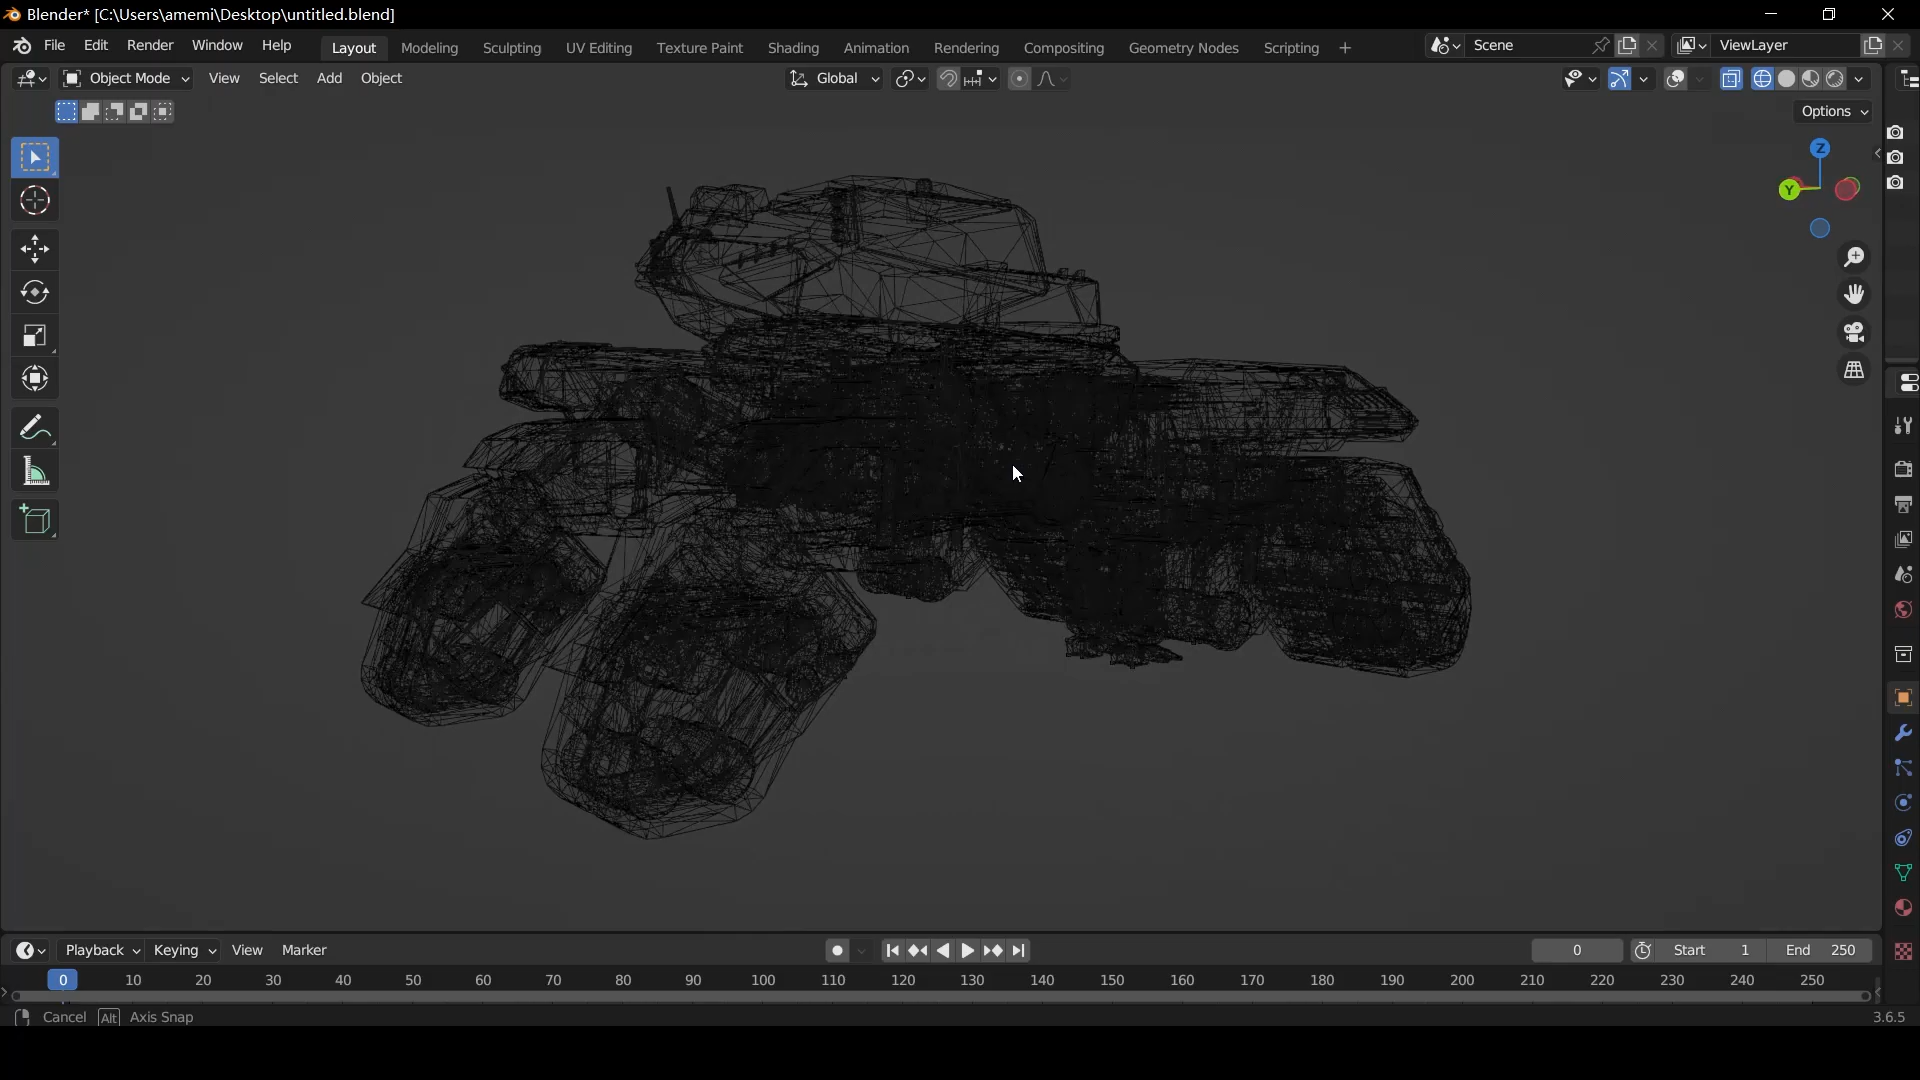 Blender* [C:\Users\amemi\Desktop\untitled.blend]
File Edit Render Window Help Layout Modeling Sculpting UV Editing Texture Paint Shading Animation Rendering Compositing Geometry Nodes Scripting + Scene ViewLayer
Object Mode View Select Add Object Global
Options
Z
Y
Playback Keying View Marker 0 Start 1 End 250
0 10 20 30 40 50 60 70 80 90 100 110 120 130 140 150 160 170 180 190 200 210 220 230 240 250
Cancel Alt Axis Snap 3.6.5